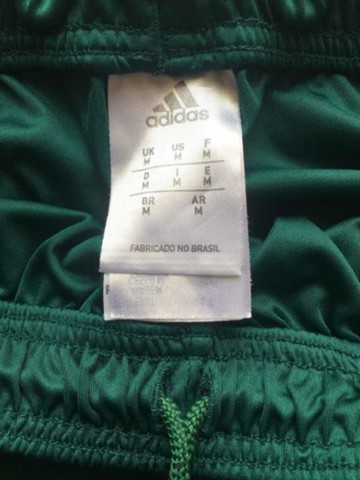 adidas
UK US F
M M M
D I E
M M M
BR AR
M M
FABRICADO NO BRASIL